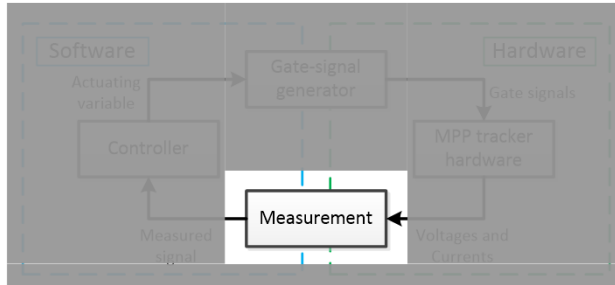 Software
Hardware
Actuating
variable
Gate-signal
generator
Gate signals
Controller
MPP tracker
hardware
Measurement
Measured
signal
Voltages and
Currents